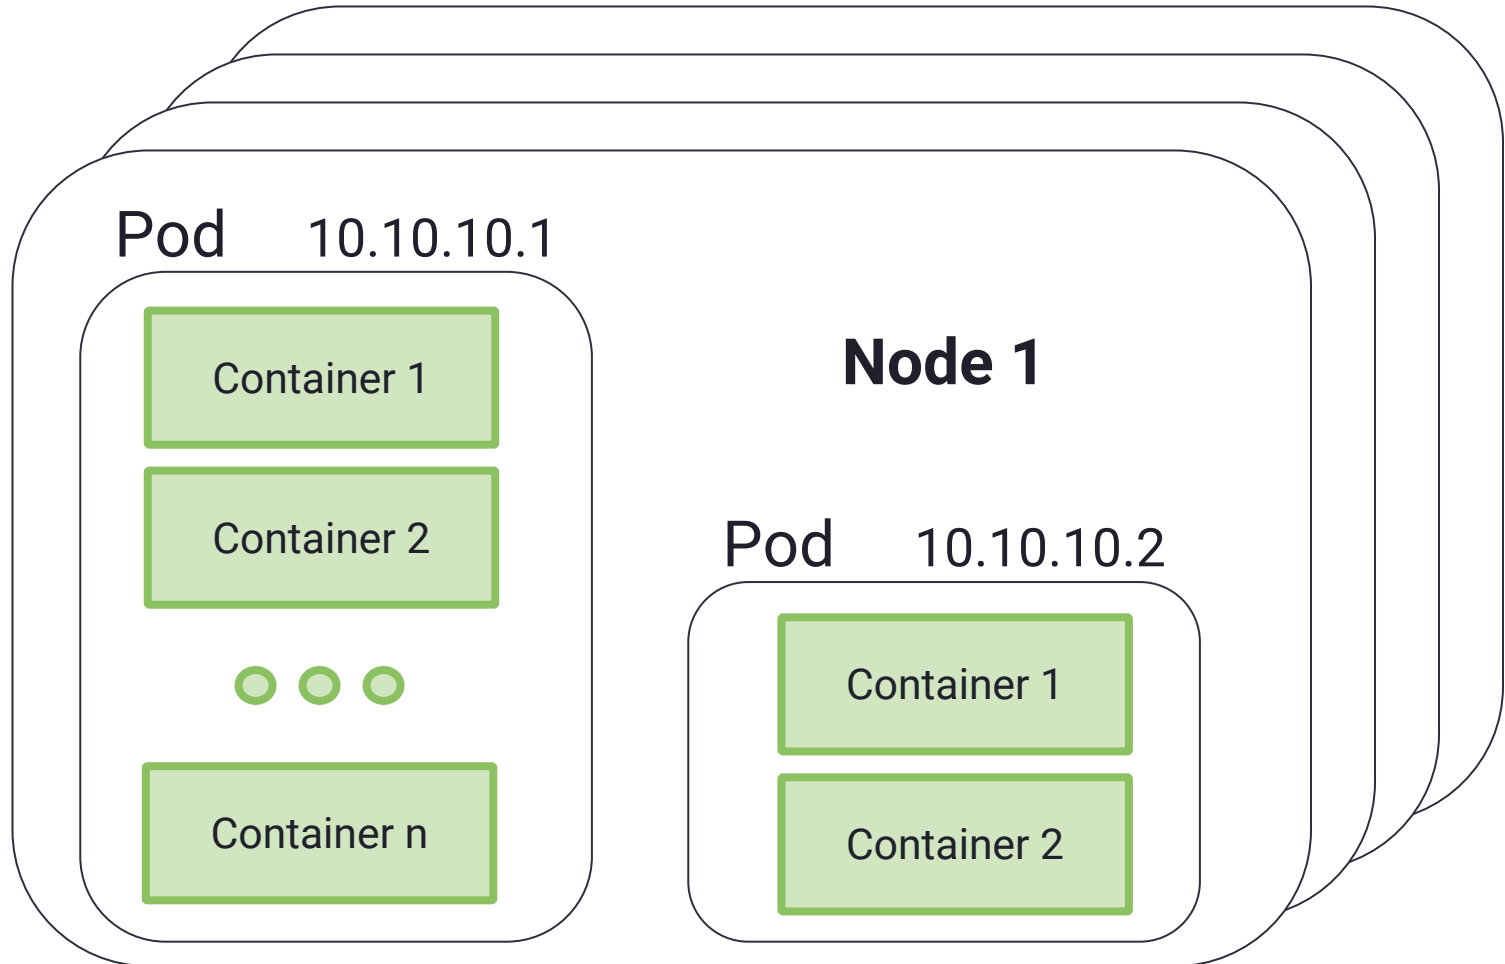 Pod 10.10.10.1
Container 1
Container 2
Container n
Node 1
Pod 10.10.10.2
Container 1
Container 2